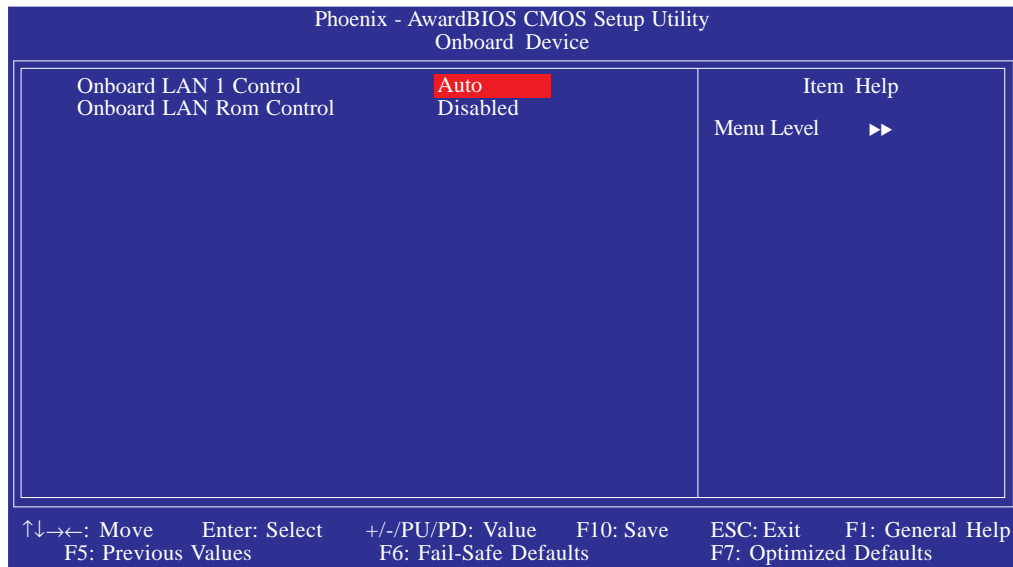 Phoenix - AwardBIOS CMOS Setup Utility
Onboard Device
Onboard LAN 1 Control Auto
Onboard LAN Rom Control Disabled
Item Help
Menu Level ▶▶
↑↓→←: Move Enter: Select +/-/PU/PD: Value F10: Save ESC: Exit F1: General Help
F5: Previous Values F6: Fail-Safe Defaults F7: Optimized Defaults